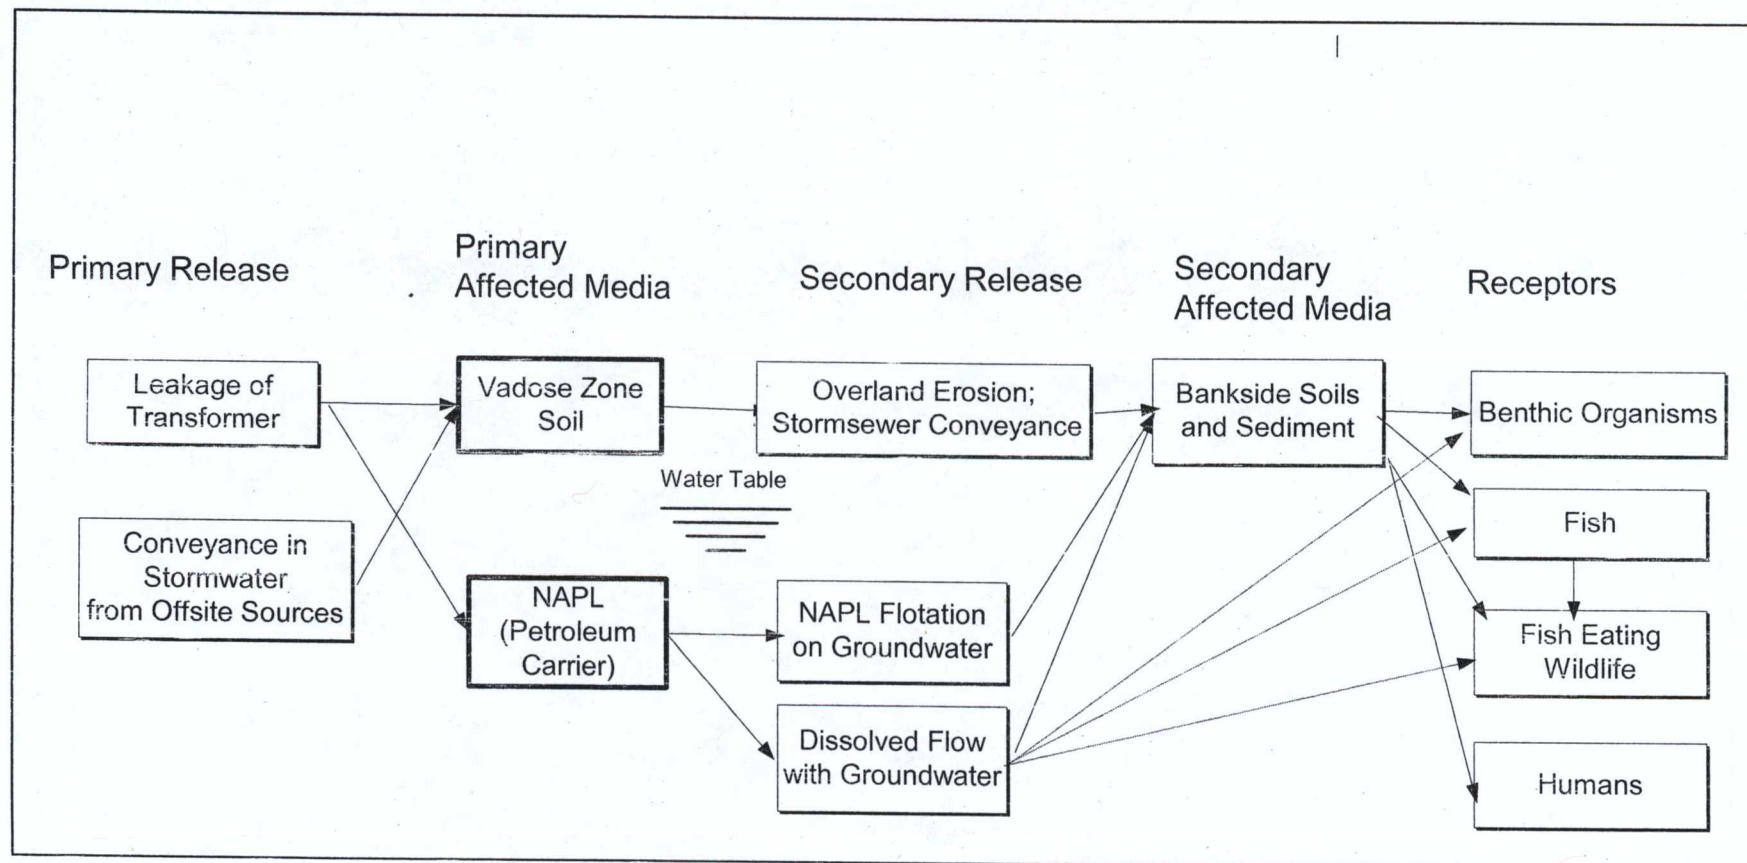 Primary Release
Primary
Affected Media
Secondary Release
Secondary
Affected Media
Receptors
Leakage of
Transformer
Vadose Zone
Soil
Overland Erosion;
Stormsewer Conveyance
Bankside Soils
and Sediment
Benthic Organisms
Water Table
Conveyance in
Stormwater
from Offsite Sources
Fish
NAPL
(Petroleum
Carrier)
NAPL Flotation
on Groundwater
Fish Eating
Wildlife
Dissolved Flow
with Groundwater
Humans